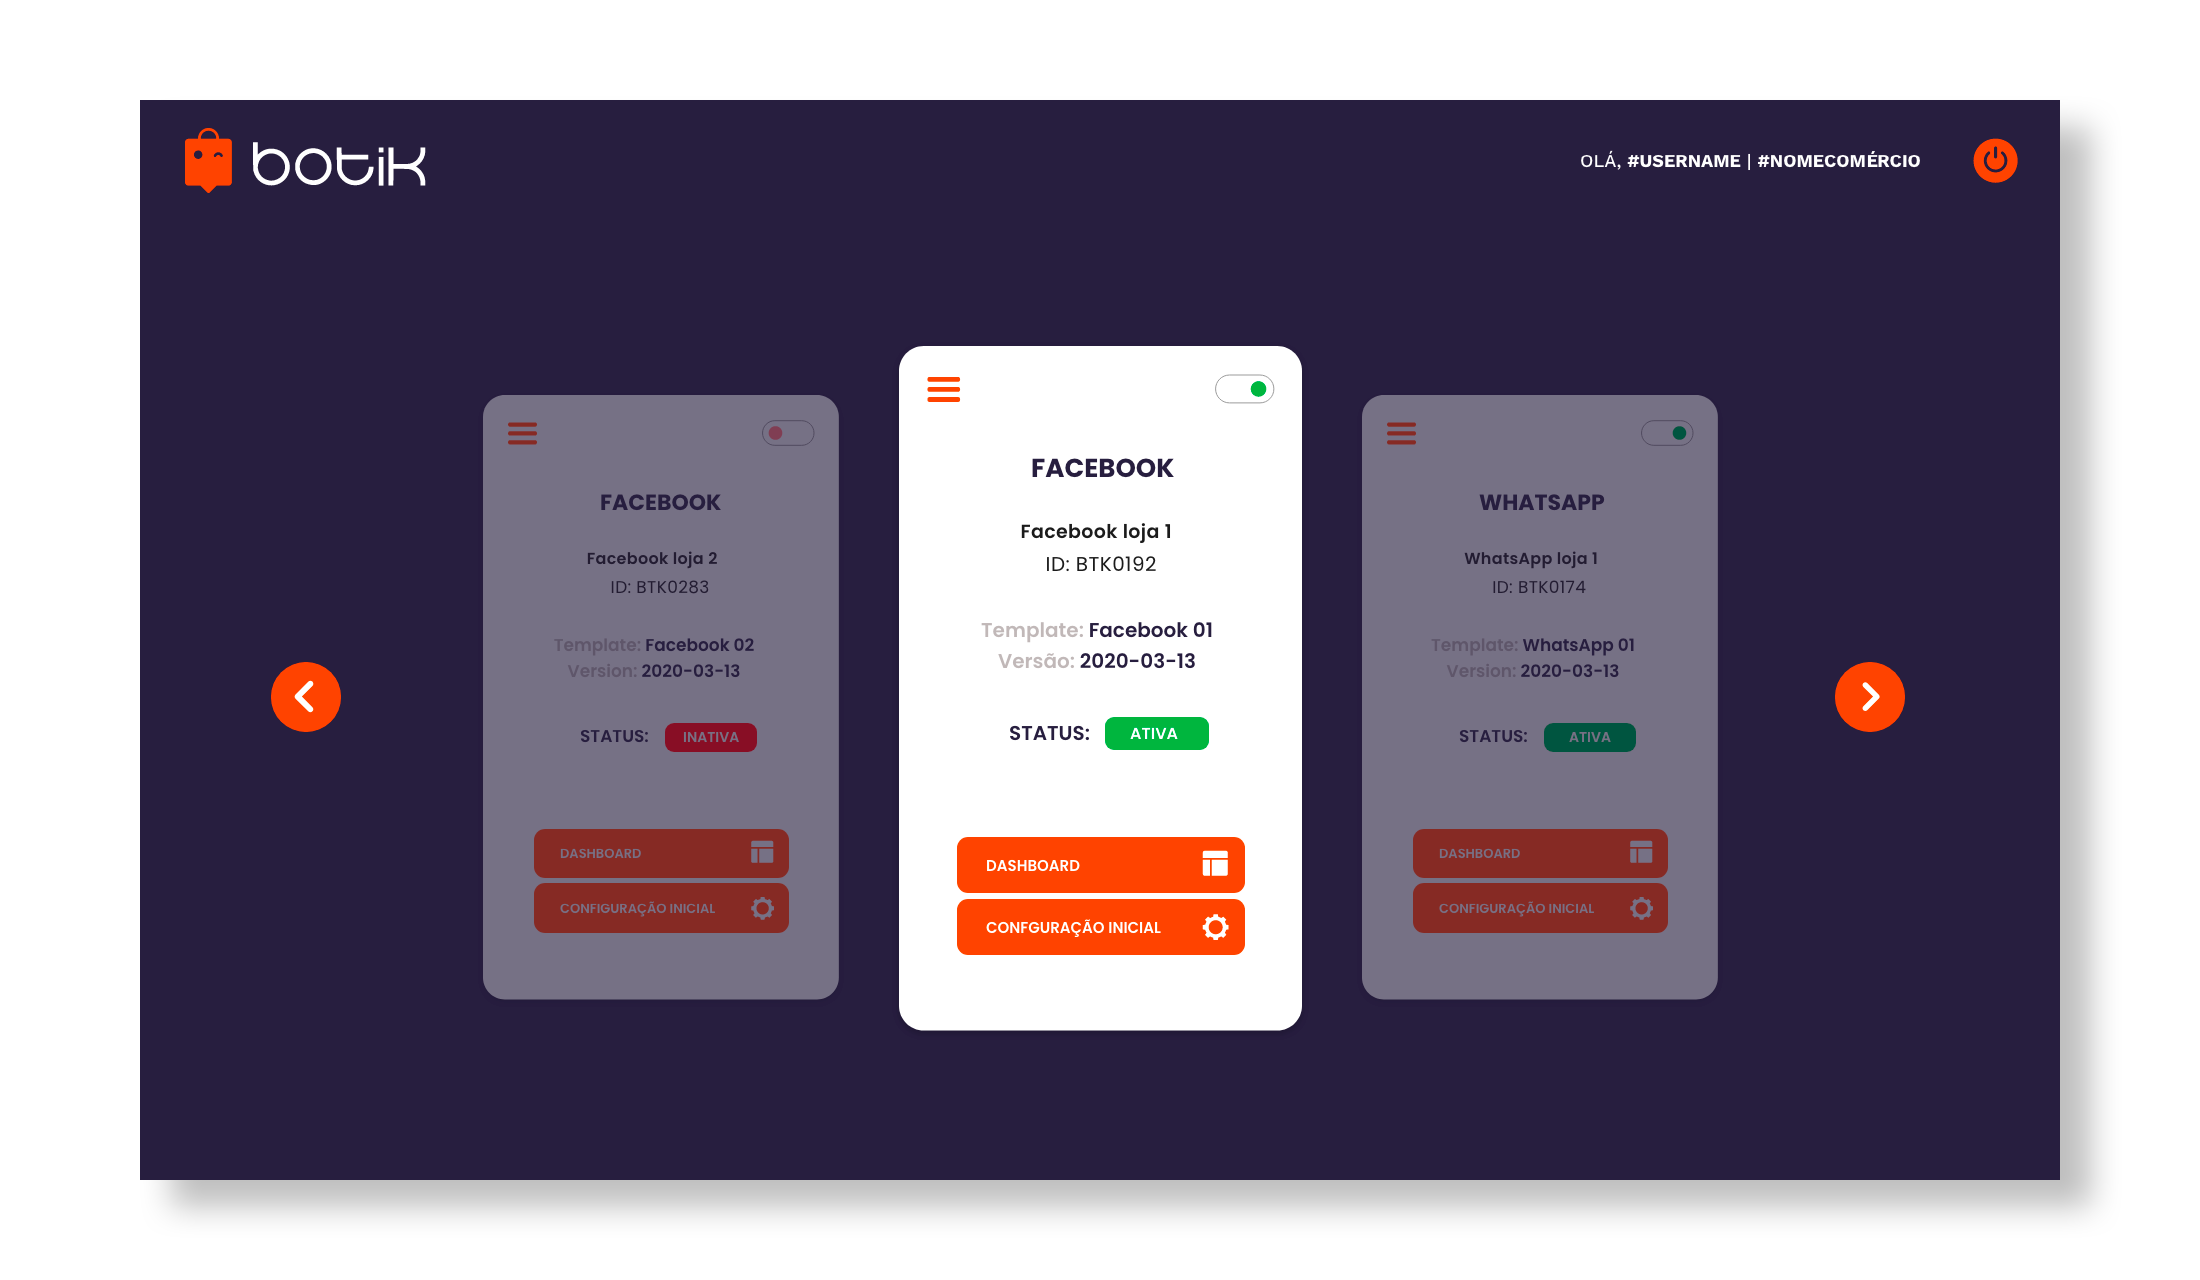 botik
OLÁ, #USERNAME | #NOMECOMÉRCIO
FACEBOOK
Facebook loja 2
ID: BTK0283
Template: Facebook 02
Version: 2020-03-13
STATUS: INATIVA
DASHBOARD
CONFIGURAÇÃO INICIAL
FACEBOOK
Facebook loja 1
ID: BTK0192
Template: Facebook 01
Versão: 2020-03-13
STATUS: ATIVA
DASHBOARD
CONFGURAÇÃO INICIAL
WHATSAPP
WhatsApp loja 1
ID: BTK0174
Template: WhatsApp 01
Version: 2020-03-13
STATUS: ATIVA
DASHBOARD
CONFIGURAÇÃO INICIAL